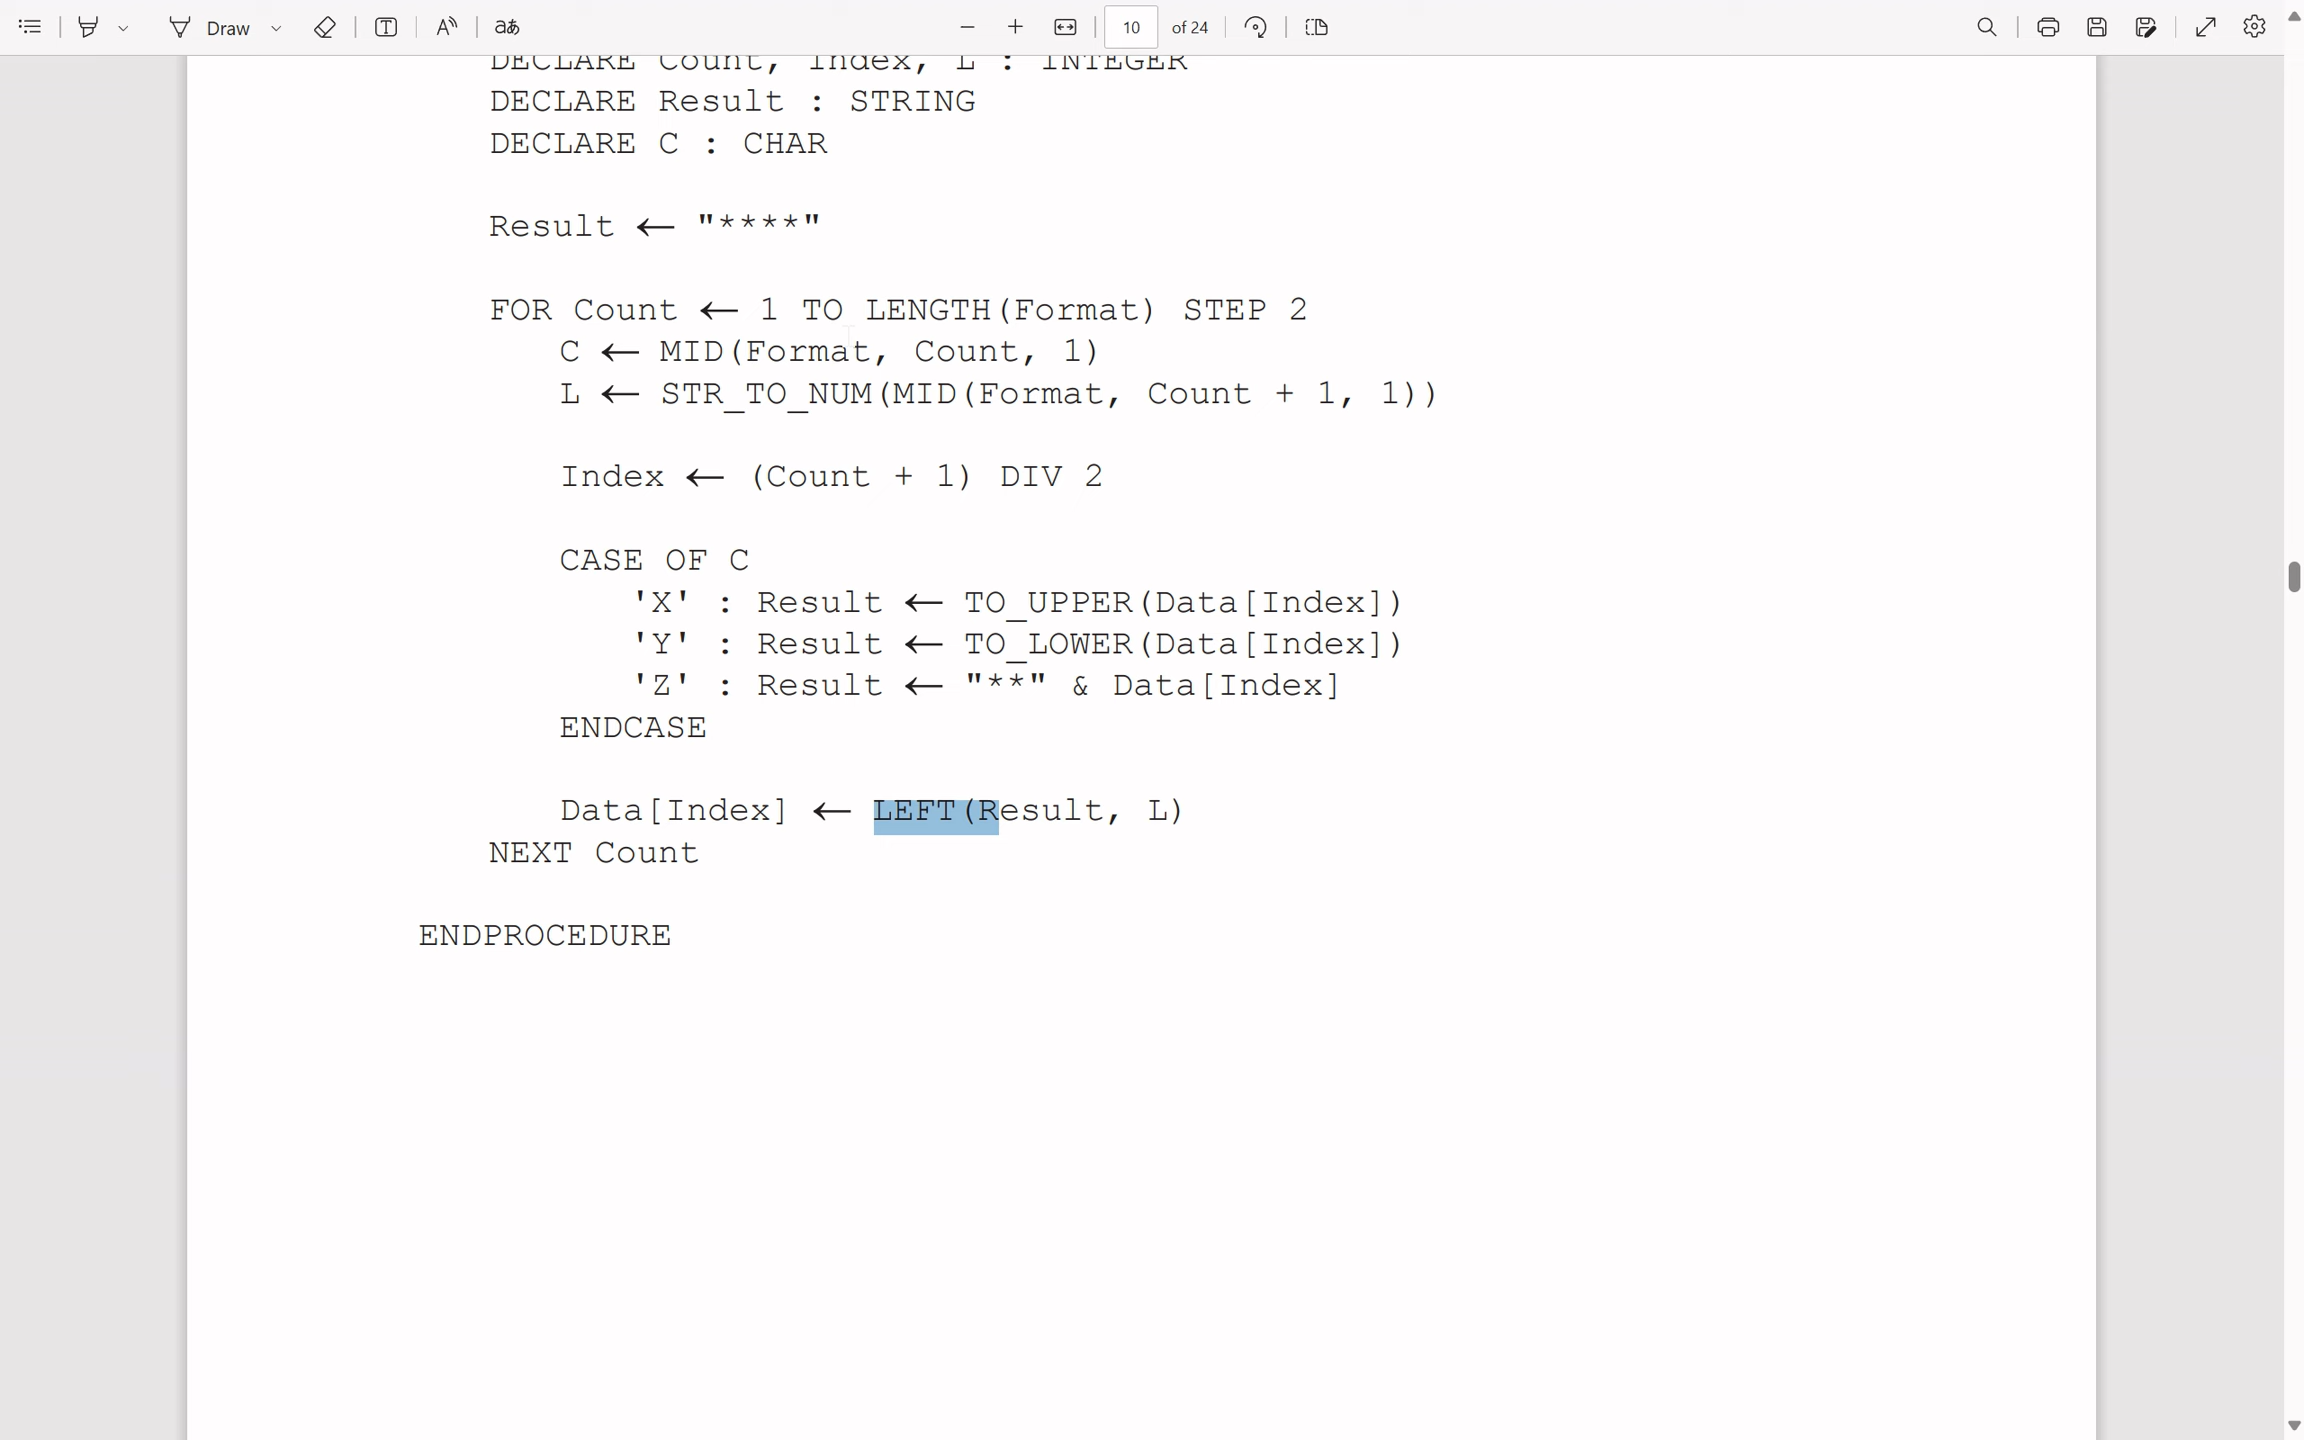 Draw
10 of 24
DECLARE Count, Index, L : INTEGER
DECLARE Result : STRING
DECLARE C : CHAR
Result ← "****"
FOR Count ← 1 TO LENGTH(Format) STEP 2
C ← MID(Format, Count, 1)
L ← STR_TO_NUM(MID(Format, Count + 1, 1))
Index ← (Count + 1) DIV 2
CASE OF C
'X' : Result ← TO_UPPER(Data[Index])
'Y' : Result ← TO_LOWER(Data[Index])
'Z' : Result ← "**" & Data[Index]
ENDCASE
Data[Index] ← LEFT(Result, L)
NEXT Count
ENDPROCEDURE